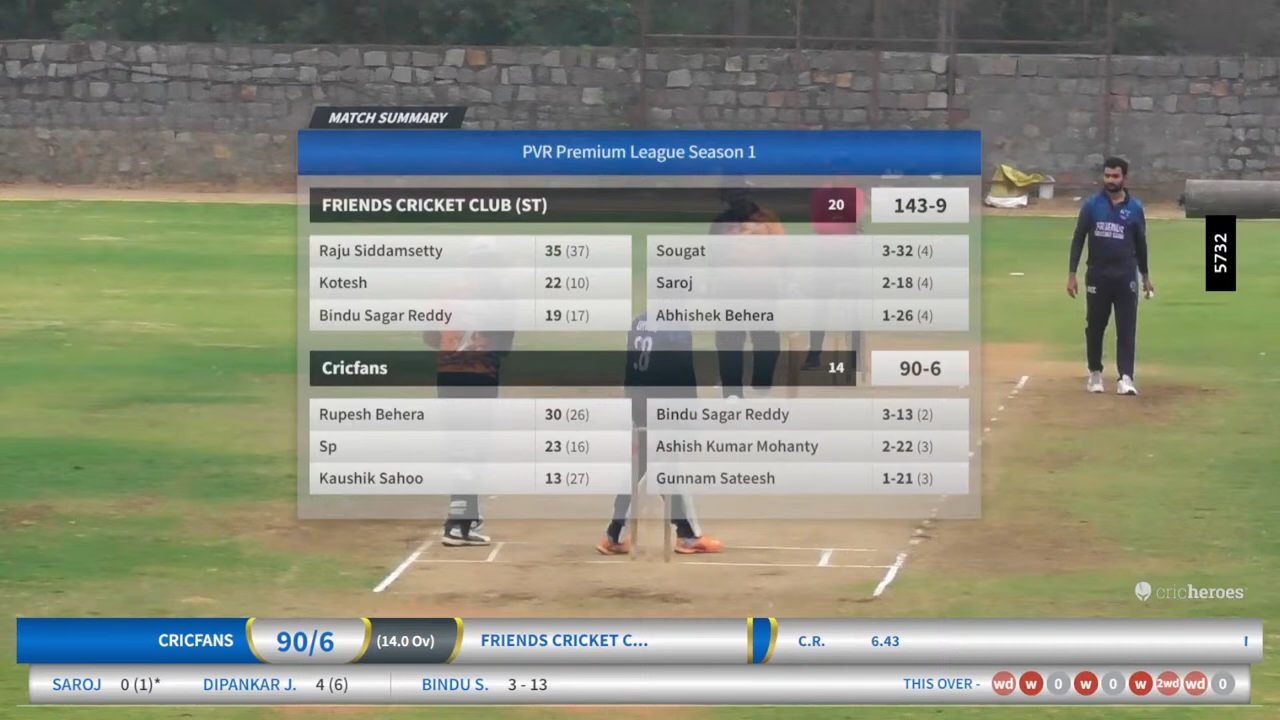 MATCH SUMMARY
PVR Premium League Season 1
FRIENDS CRICKET CLUB (ST) 20 143-9
Raju Siddamsetty 35 (37) Sougat 3-32 (4)
Kotesh 22 (10) Saroj 2-18 (4)
Bindu Sagar Reddy 19 (17) Abhishek Behera 1-26 (4)
Cricfans 14 90-6
Rupesh Behera 30 (26) Bindu Sagar Reddy 3-13 (2)
Sp 23 (16) Ashish Kumar Mohanty 2-22 (3)
Kaushik Sahoo 13 (27) Gunnam Sateesh 1-21 (3)
5732
cricheroes
CRICFANS 90/6 (14.0 Ov) FRIENDS CRICKET C... C.R. 6.43
SAROJ 0 (1)* DIPANKAR J. 4 (6) BINDU S. 3 - 13 THIS OVER - wd w 0 w 0 w 2wd wd 0